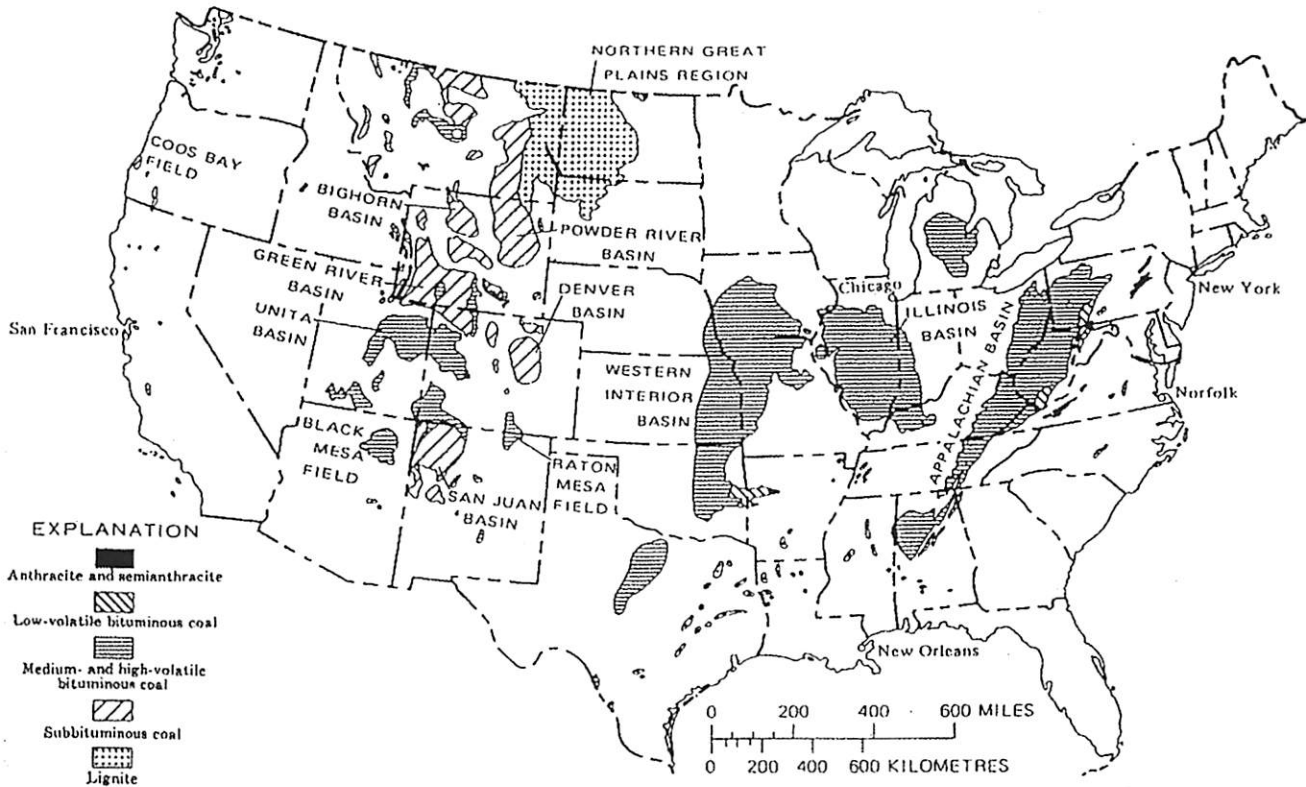 NORTHERN GREAT
PLAINS REGION
COOS BAY
FIELD
BIGHORN
BASIN
POWDER RIVER
BASIN
GREEN RIVER
BASIN
DENVER
BASIN
UNITA
BASIN
Chicago
ILLINOIS
BASIN
New York
San Francisco
APPALACHIAN BASIN
WESTERN
INTERIOR
BASIN
Norfolk
BLACK
MESA
FIELD
RATON
MESA
FIELD
SAN JUAN
BASIN
EXPLANATION
Anthracite and semianthracite
Low-volatile bituminous coal
Medium- and high-volatile
bituminous coal
Subbituminous coal
Lignite
New Orleans
0 200 400 600 MILES
0 200 400 600 KILOMETRES